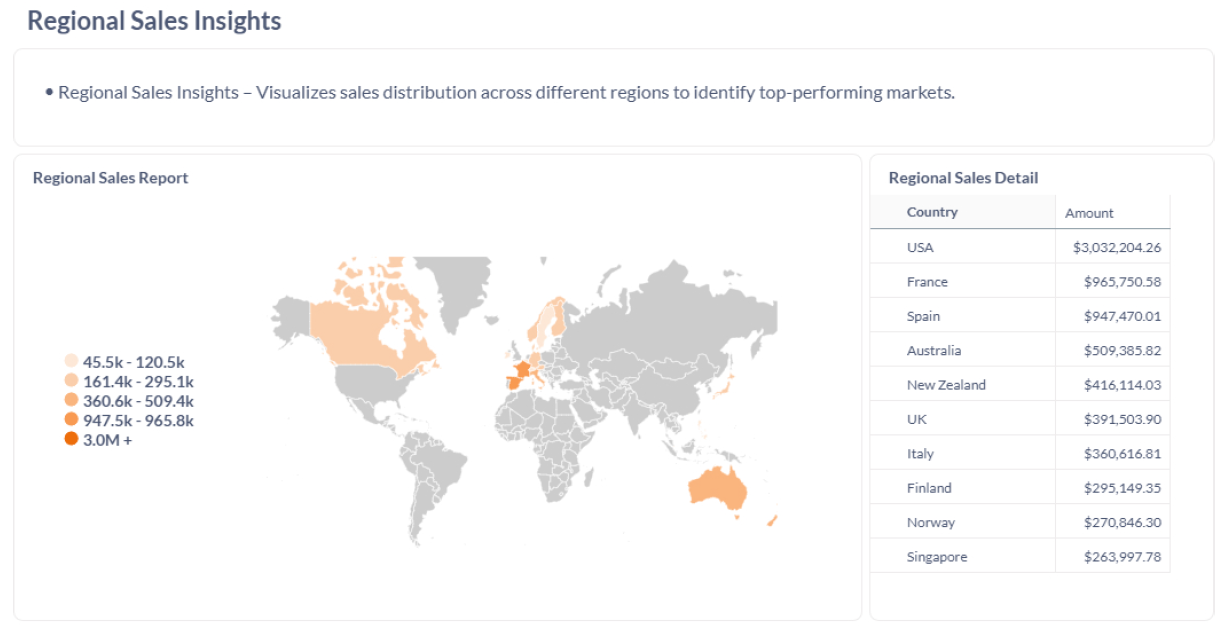 Regional Sales Insights
• Regional Sales Insights – Visualizes sales distribution across different regions to identify top-performing markets.
Regional Sales Report
45.5k - 120.5k
161.4k - 295.1k
360.6k - 509.4k
947.5k - 965.8k
3.0M +
Regional Sales Detail
Country Amount
USA $3,032,204.26
France $965,750.58
Spain $947,470.01
Australia $509,385.82
New Zealand $416,114.03
UK $391,503.90
Italy $360,616.81
Finland $295,149.35
Norway $270,846.30
Singapore $263,997.78